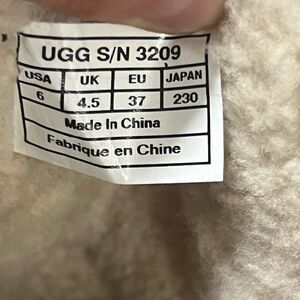 UGG S/N 3209
USA UK EU JAPAN
6 4.5 37 230
Made In China
Fabrique en Chine